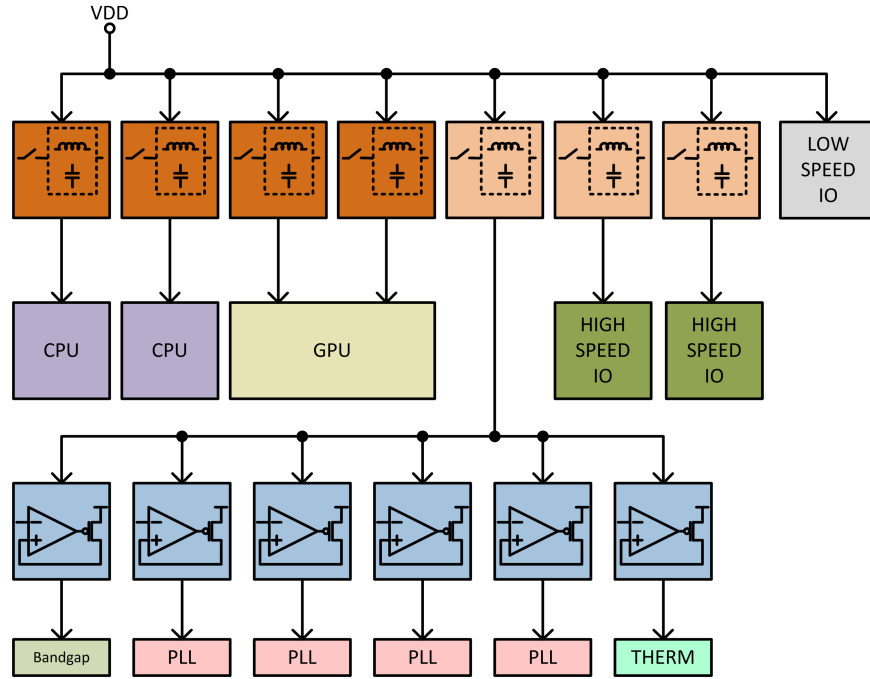 VDD
LOW
SPEED
IO
CPU
CPU
GPU
HIGH
SPEED
IO
HIGH
SPEED
IO
Bandgap
PLL
PLL
PLL
PLL
THERM